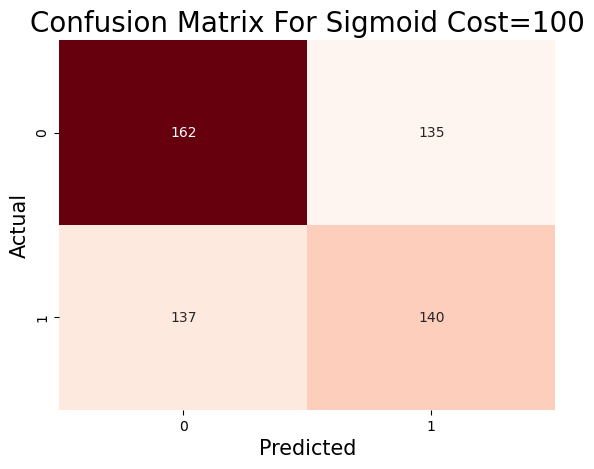 Confusion Matrix For Sigmoid Cost=100
0
162
135
Actual
1
137
140
0
1
Predicted